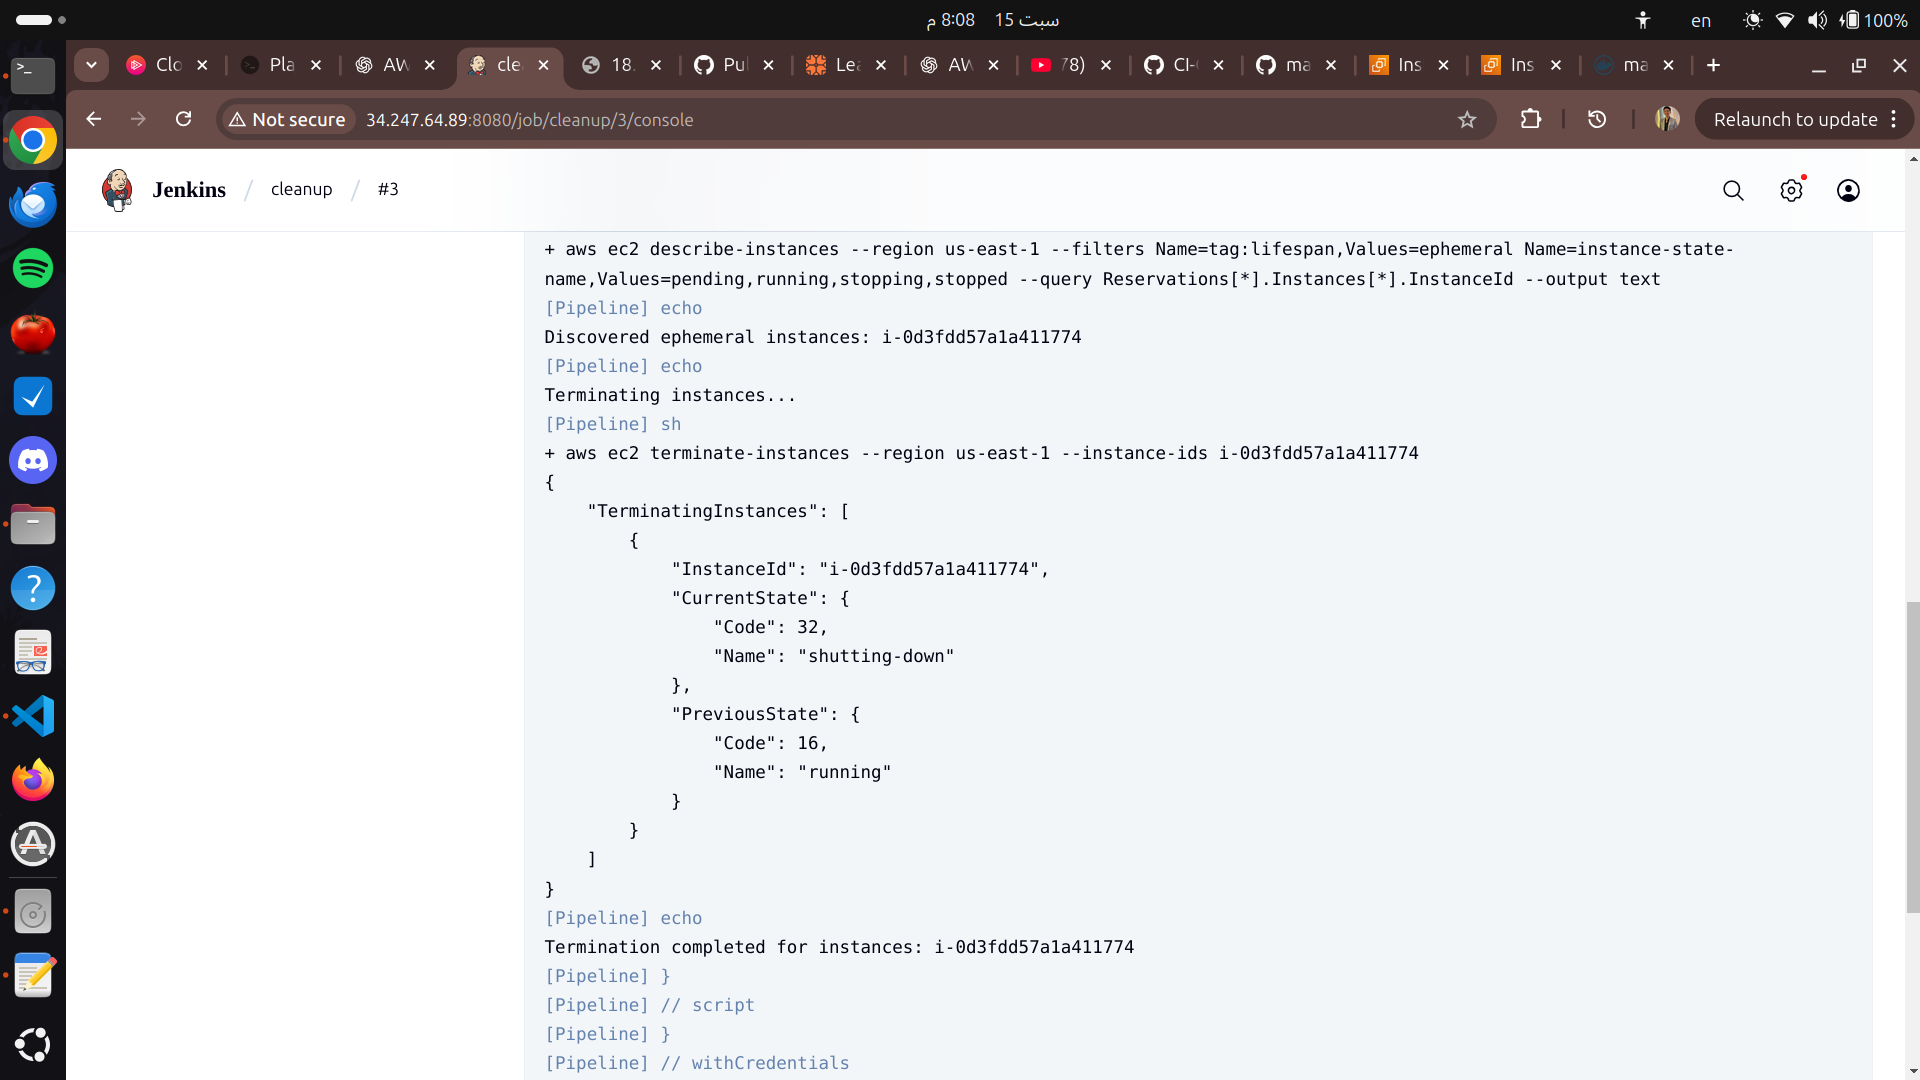 سبت 15 8:08 م
en
100%
Clo
Pla
AW
cle
18.
Pul
Lea
AW
78)
CI-
ma
Ins
Ins
ma
Not secure
34.247.64.89:8080/job/cleanup/3/console
Relaunch to update
Jenkins / cleanup / #3
+ aws ec2 describe-instances --region us-east-1 --filters Name=tag:lifespan,Values=ephemeral Name=instance-state-
name,Values=pending,running,stopping,stopped --query Reservations[*].Instances[*].InstanceId --output text
[Pipeline] echo
Discovered ephemeral instances: i-0d3fdd57a1a411774
[Pipeline] echo
Terminating instances...
[Pipeline] sh
+ aws ec2 terminate-instances --region us-east-1 --instance-ids i-0d3fdd57a1a411774
{
    "TerminatingInstances": [
        {
            "InstanceId": "i-0d3fdd57a1a411774",
            "CurrentState": {
                "Code": 32,
                "Name": "shutting-down"
            },
            "PreviousState": {
                "Code": 16,
                "Name": "running"
            }
        }
    ]
}
[Pipeline] echo
Termination completed for instances: i-0d3fdd57a1a411774
[Pipeline] }
[Pipeline] // script
[Pipeline] }
[Pipeline] // withCredentials